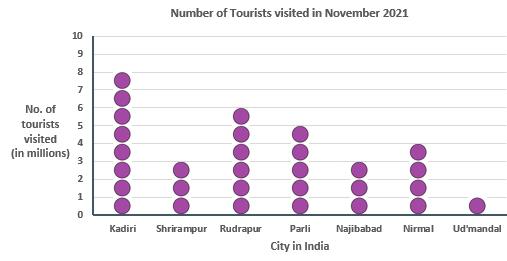 Number of Tourists visited in November 2021
10
9
8
7
6
5
4
3
2
1
0
No. of
tourists
visited
(in millions)
Kadiri Shrirampur Rudrapur Parli Najibabad Nirmal Ud'mandal
City in India